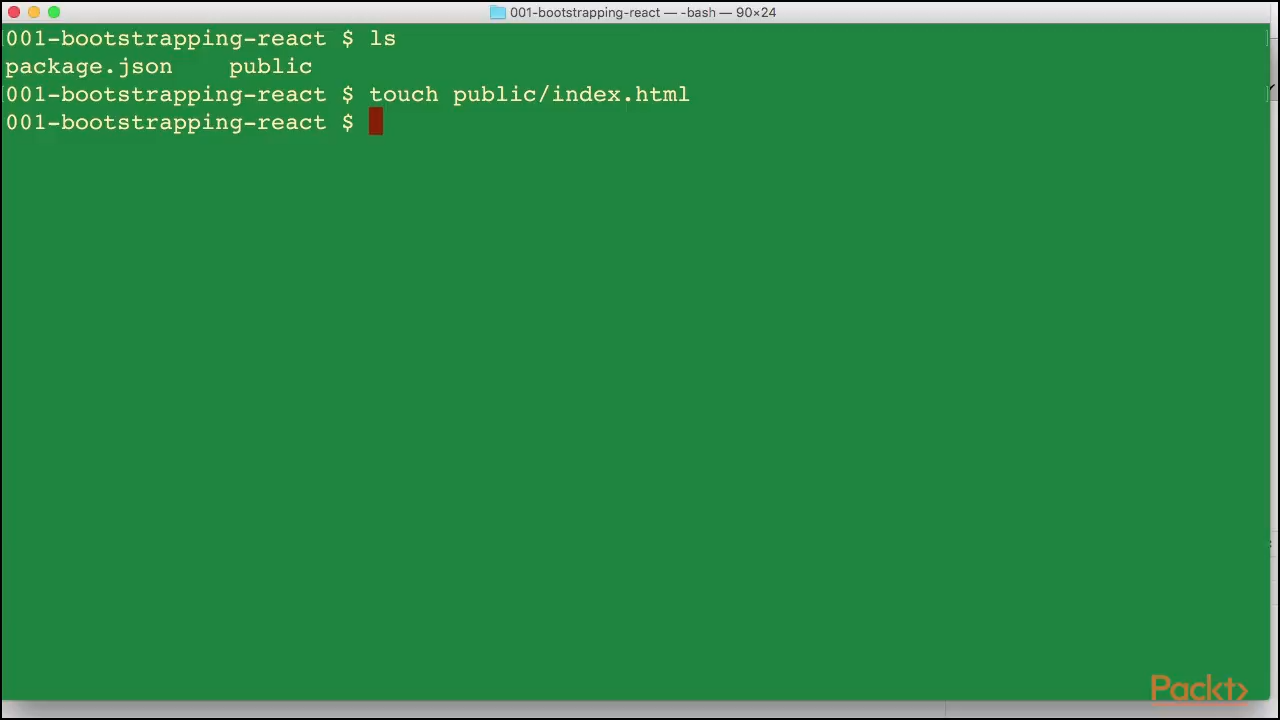 001-bootstrapping-react — -bash — 90×24
001-bootstrapping-react $ ls
package.json    public
001-bootstrapping-react $ touch public/index.html
001-bootstrapping-react $
Packt>